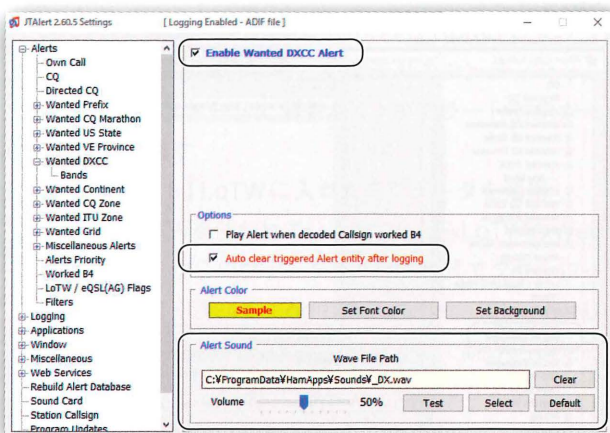 JTAlert 2.60.5 Settings [ Logging Enabled - ADIF file ]
Alerts
Own Call
CQ
Directed CQ
Wanted Prefix
Wanted CQ Marathon
Wanted US State
Wanted VE Province
Wanted DXCC
Bands
Wanted Continent
Wanted CQ Zone
Wanted ITU Zone
Wanted Grid
Miscellaneous Alerts
Alerts Priority
Worked B4
LoTW / eQSL(AG) Flags
Filters
Logging
Applications
Window
Miscellaneous
Web Services
Rebuild Alert Database
Sound Card
Station Callsign
Program Updates
Enable Wanted DXCC Alert
Options
Play Alert when decoded Callsign worked B4
Auto clear triggered Alert entity after logging
Alert Color
Sample Set Font Color Set Background
Alert Sound
Wave File Path
C:¥ProgramData¥HamApps¥Sounds¥_DX.wav Clear
Volume 50% Test Select Default